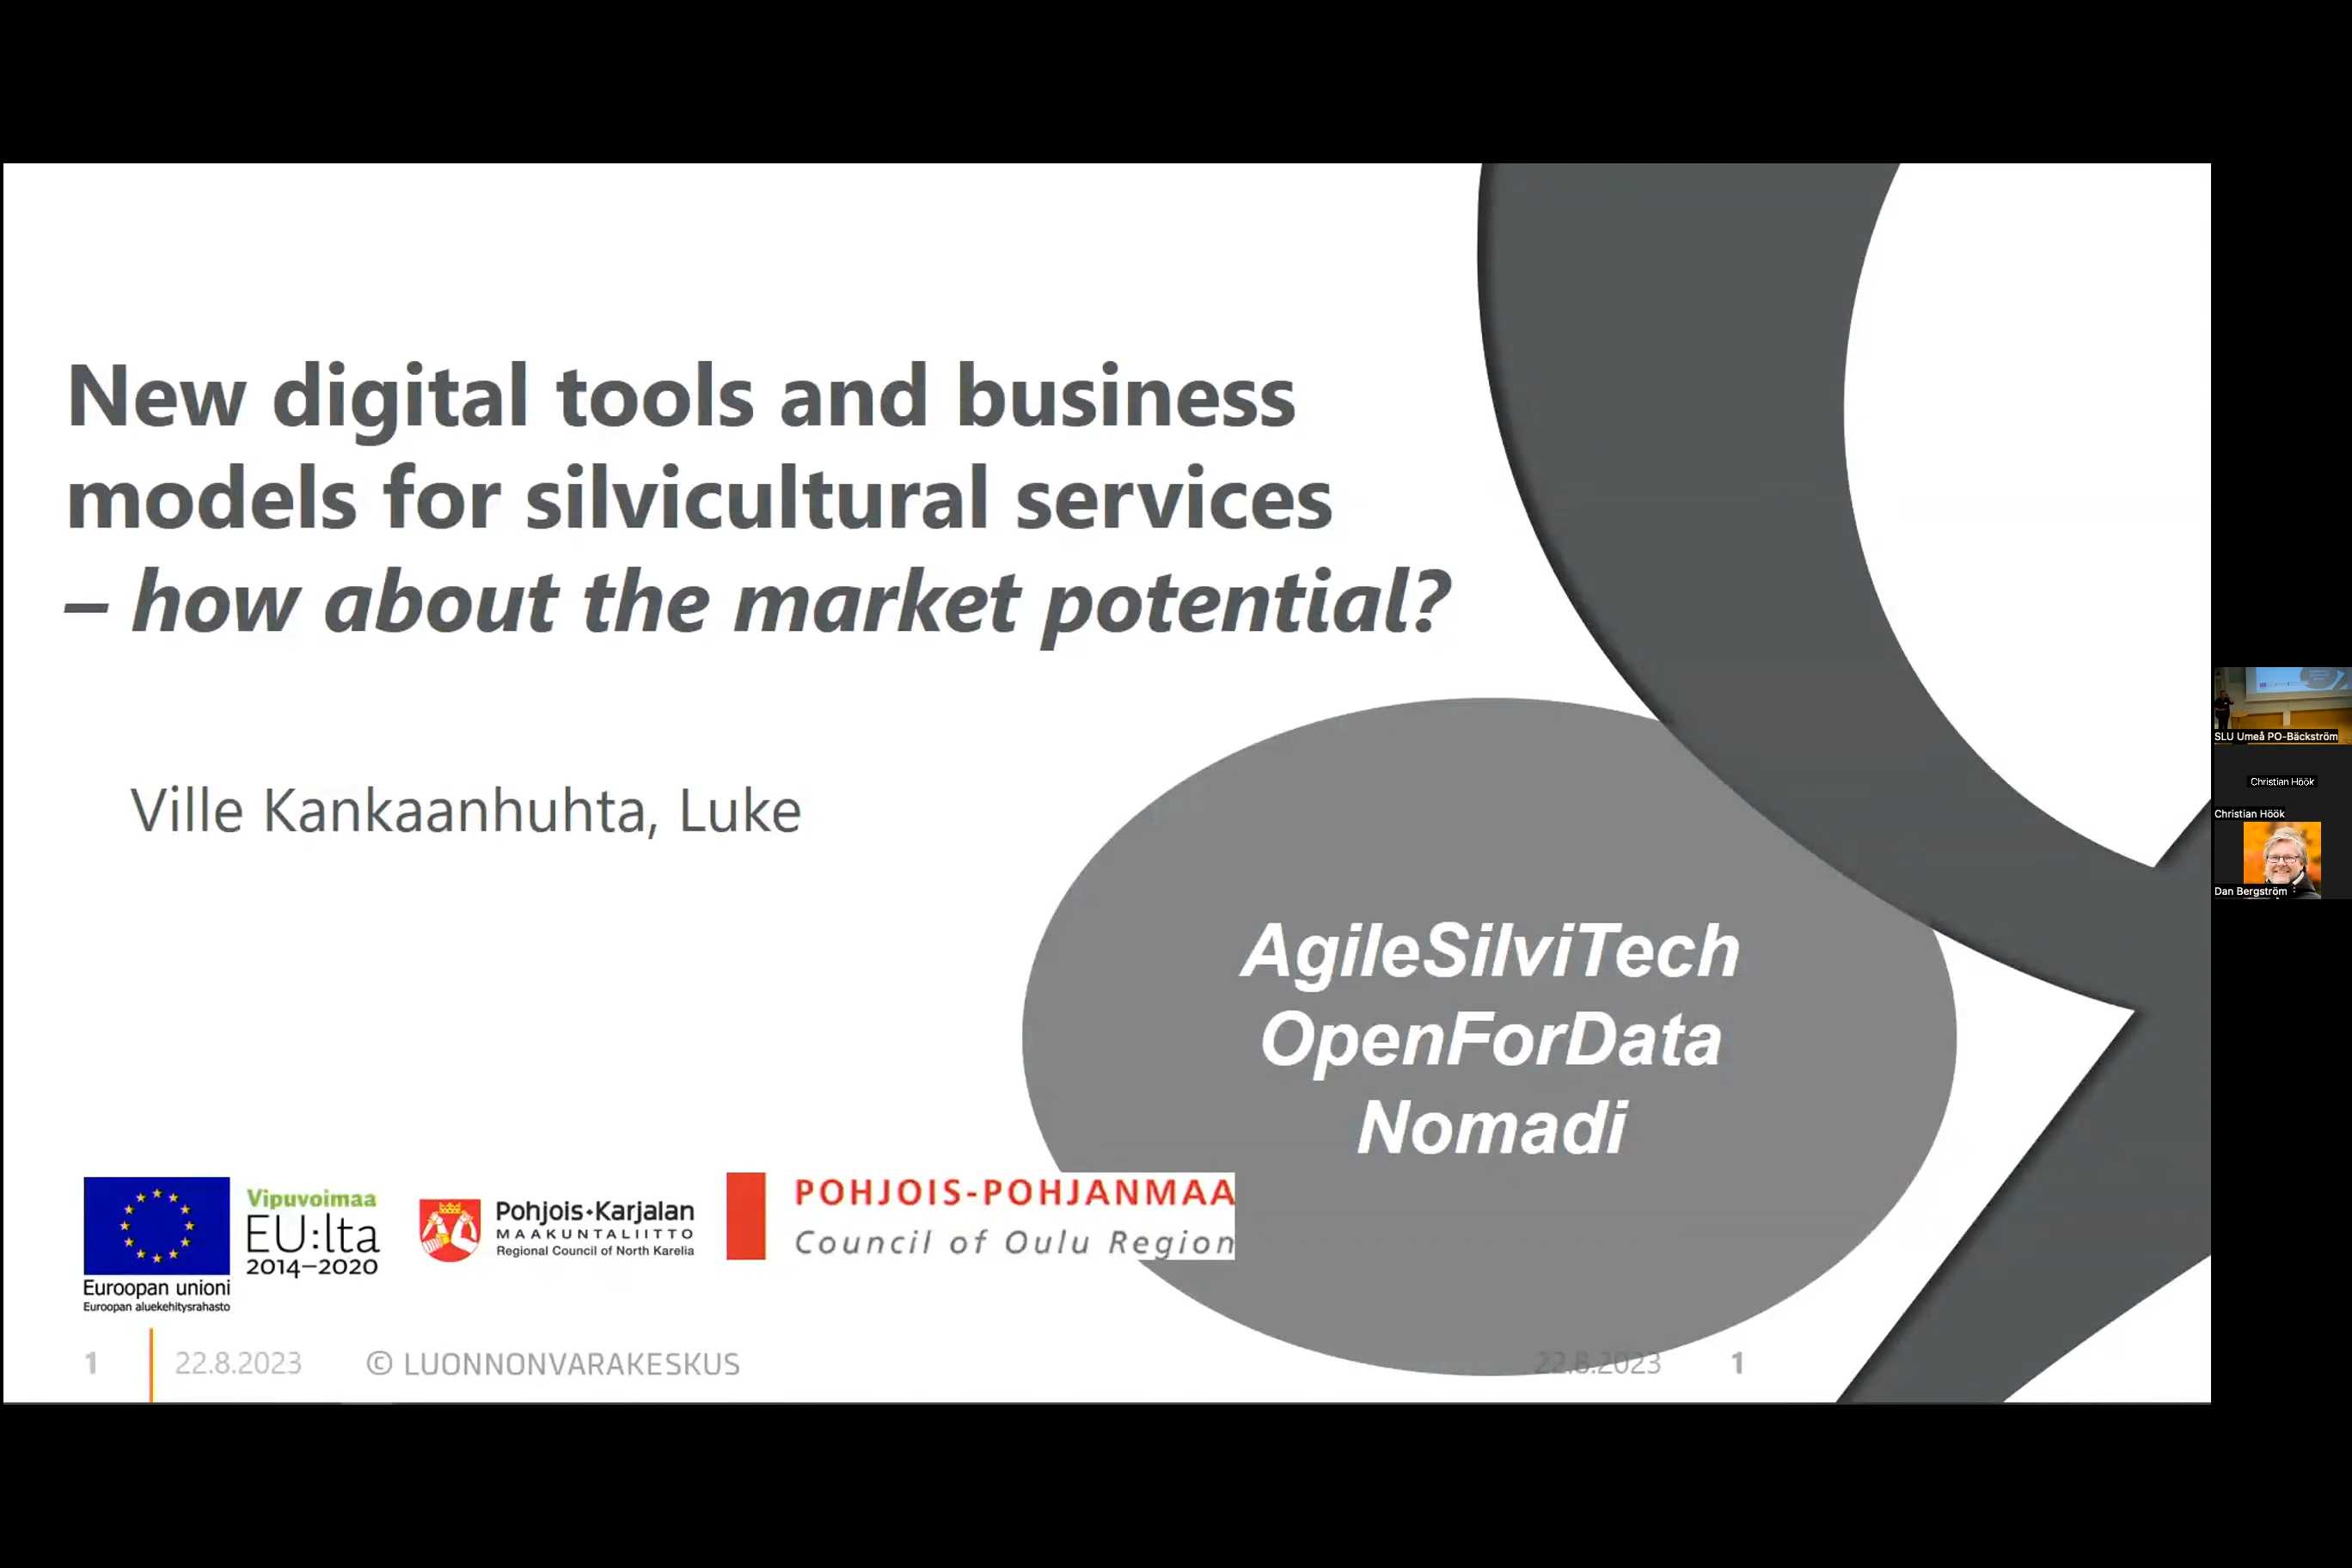 New digital tools and business
models for silvicultural services
– how about the market potential?
Ville Kankaanhuhta, Luke
AgileSilviTech
OpenForData
Nomadi
Vipuvoimaa
EU:lta
2014–2020
Euroopan unioni
Euroopan aluekehitysrahasto
Pohjois-Karjalan
MAAKUNTALIITTO
Regional Council of North Karelia
POHJOIS-POHJANMAA
Council of Oulu Region
1
22.8.2023
© LUONNONVARAKESKUS
22.8.2023
1
SLU Umeå PO-Bäckström
Christian Höök
Christian Höök
Dan Bergström